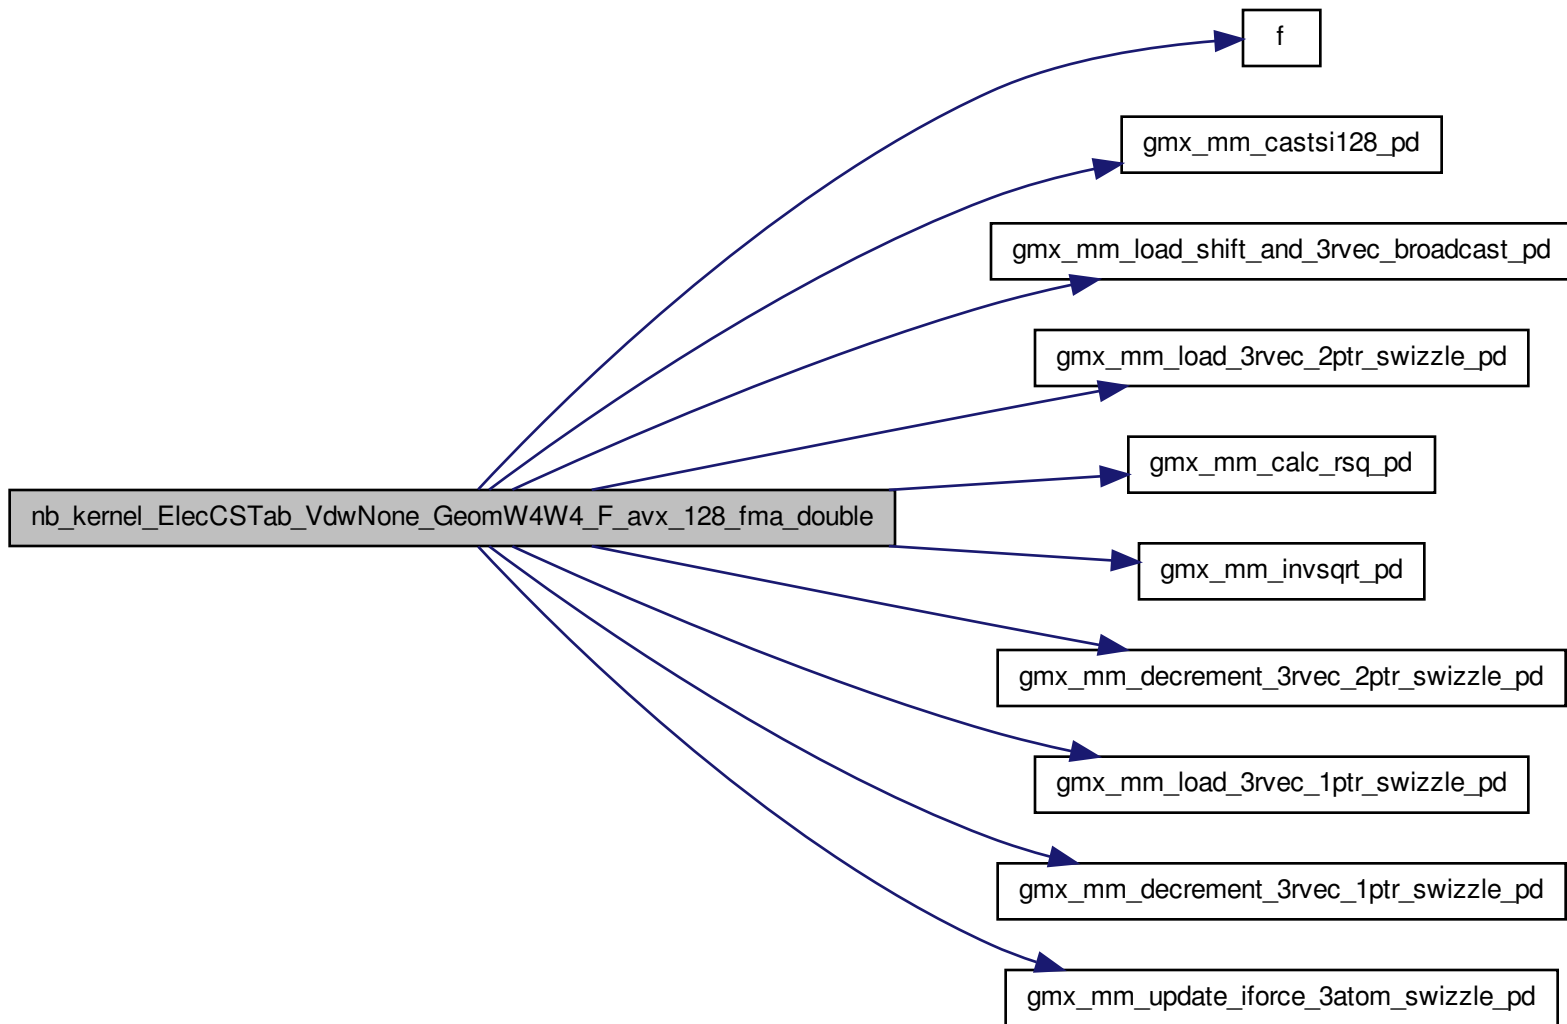 f
gmx_mm_castsi128_pd
gmx_mm_load_shift_and_3rvec_broadcast_pd
gmx_mm_load_3rvec_2ptr_swizzle_pd
gmx_mm_calc_rsq_pd
nb_kernel_ElecCSTab_VdwNone_GeomW4W4_F_avx_128_fma_double
gmx_mm_invsqrt_pd
gmx_mm_decrement_3rvec_2ptr_swizzle_pd
gmx_mm_load_3rvec_1ptr_swizzle_pd
gmx_mm_decrement_3rvec_1ptr_swizzle_pd
gmx_mm_update_iforce_3atom_swizzle_pd